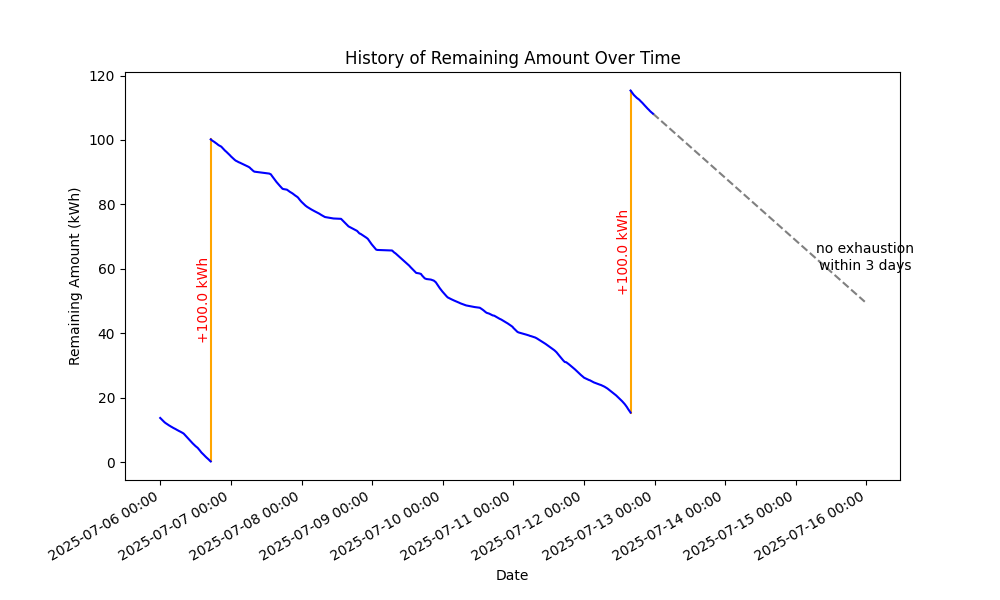 History of Remaining Amount Over Time
120
100
80
60
40
20
0
Remaining Amount (kWh)
+100.0 kWh
+100.0 kWh
no exhaustion
within 3 days
2025-07-06 00:00
2025-07-07 00:00
2025-07-08 00:00
2025-07-09 00:00
2025-07-10 00:00
2025-07-11 00:00
2025-07-12 00:00
2025-07-13 00:00
2025-07-14 00:00
2025-07-15 00:00
2025-07-16 00:00
Date